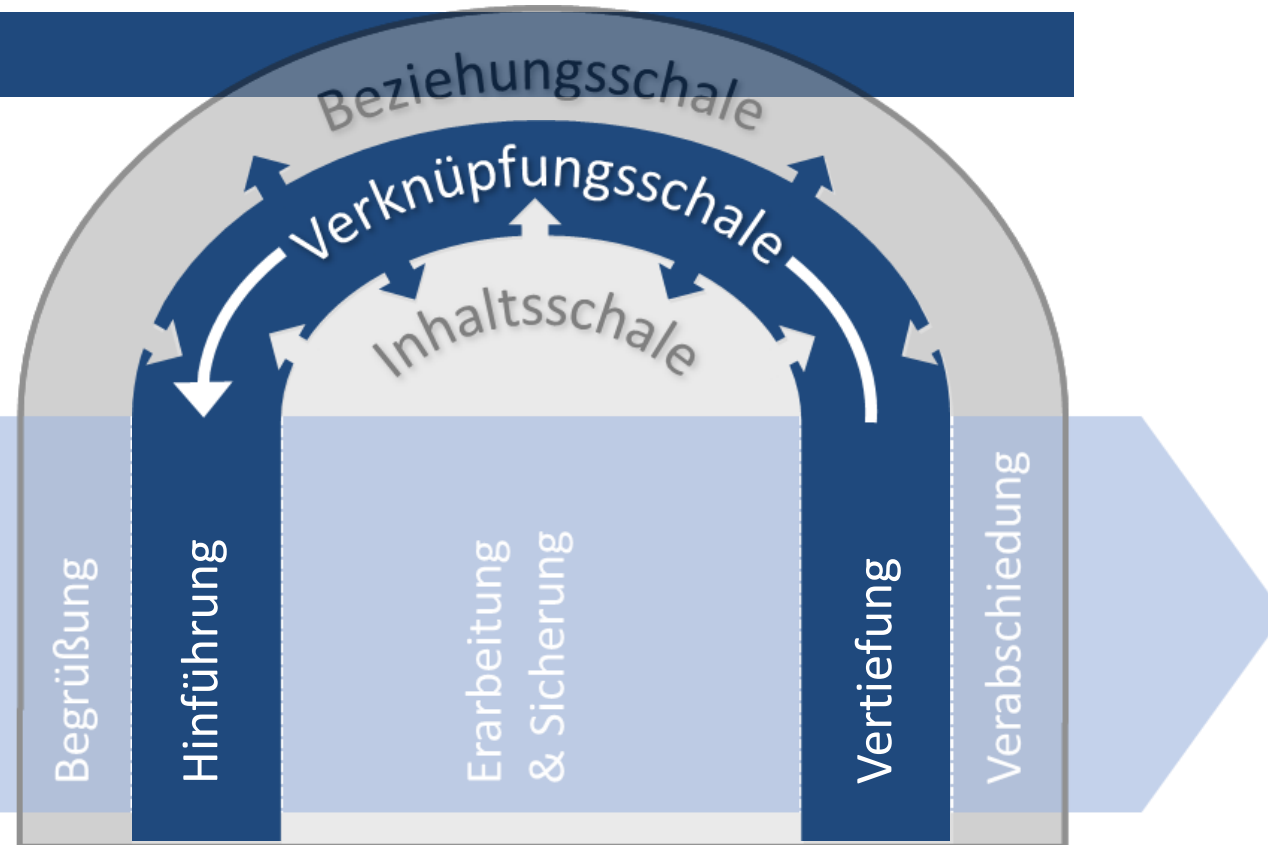 Beziehungsschale
Verknüpfungsschale
Inhaltsschale
Begrüßung
Hinführung
Erarbeitung
& Sicherung
Vertiefung
Verabschiedung